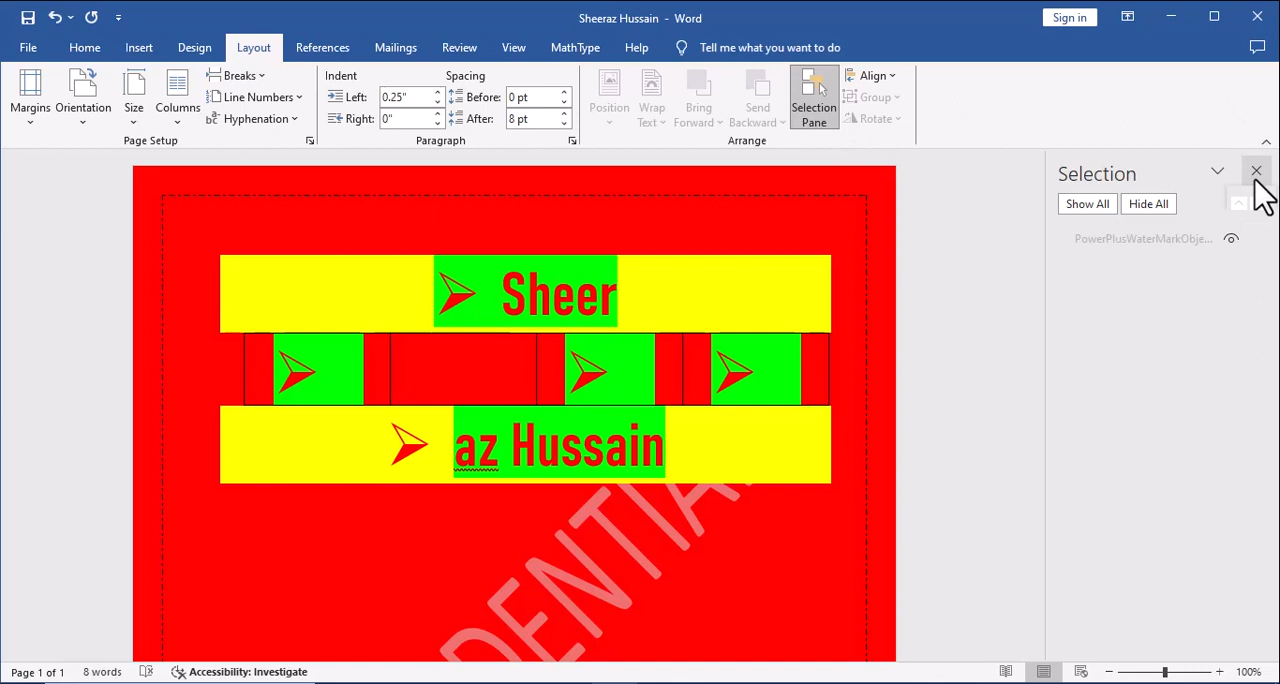 Sheeraz Hussain - Word
Sign in
File Home Insert Design Layout References Mailings Review View MathType Help Tell me what you want to do
Margins
Orientation
Size
Columns
Breaks
Line Numbers
Hyphenation
Page Setup
Indent
Left: 0.25"
Right: 0"
Spacing
Before: 0 pt
After: 8 pt
Paragraph
Position
Wrap Text
Bring Forward
Send Backward
Selection Pane
Align
Group
Rotate
Arrange
Selection
Show All Hide All
PowerPlusWaterMarkObje...
Sheer
az Hussain
DENTIA
Page 1 of 1 8 words Accessibility: Investigate 100%